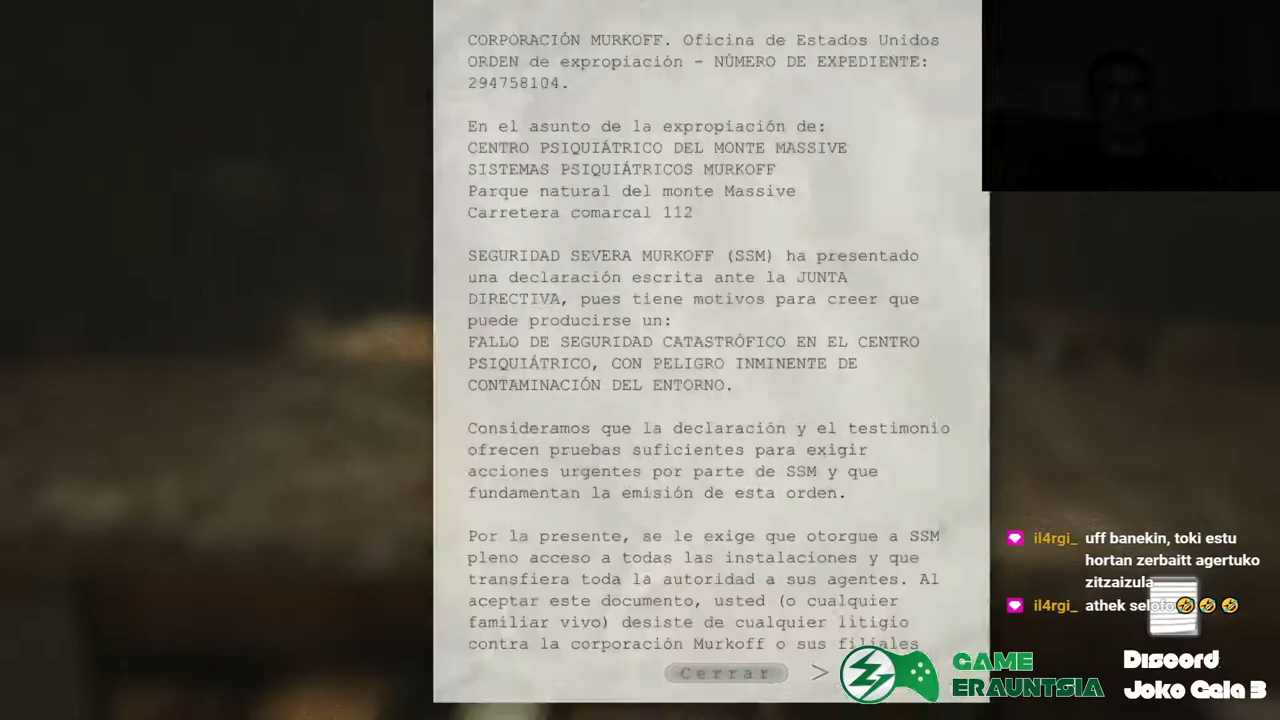 CORPORACIÓN MURKOFF. Oficina de Estados Unidos
ORDEN de expropiación - NÚMERO DE EXPEDIENTE:
294758104.
En el asunto de la expropiación de:
CENTRO PSIQUIÁTRICO DEL MONTE MASSIVE
SISTEMAS PSIQUIÁTRICOS MURKOFF
Parque natural del monte Massive
Carretera comarcal 112
SEGURIDAD SEVERA MURKOFF (SSM) ha presentado
una declaración escrita ante la JUNTA
DIRECTIVA, pues tiene motivos para creer que
puede producirse un:
FALLO DE SEGURIDAD CATASTRÓFICO EN EL CENTRO
PSIQUIÁTRICO, CON PELIGRO INMINENTE DE
CONTAMINACIÓN DEL ENTORNO.
Consideramos que la declaración y el testimonio
ofrecen pruebas suficientes para exigir
acciones urgentes por parte de SSM y que
fundamentan la emisión de esta orden.
Por la presente, se le exige que otorgue a SSM
pleno acceso a todas las instalaciones y que
transfiera toda la autoridad a sus agentes. Al
aceptar este documento, usted (o cualquier
familiar vivo) desiste de cualquier litigio
contra la corporación Murkoff o sus filiales
Cerrar >
il4rgi_ uff banekin, toki estu
hortan zerbaitt agertuko
zitzaizula
il4rgi_ athek selofo🤣🤣🤣
GAME
ERAUNTSIA
Discord
Joko Gela 3